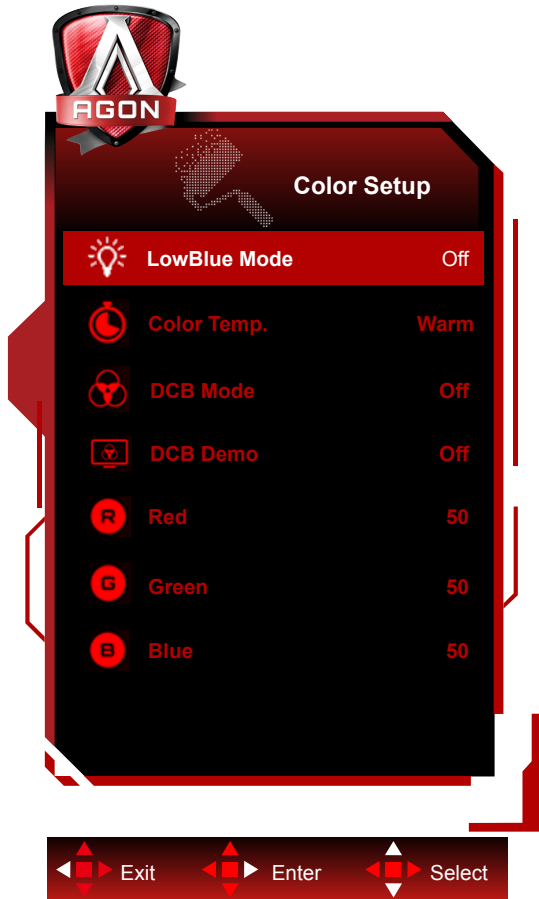 AGON
Color Setup
LowBlue Mode Off
Color Temp. Warm
DCB Mode Off
DCB Demo Off
R Red 50
G Green 50
B Blue 50
Exit Enter Select